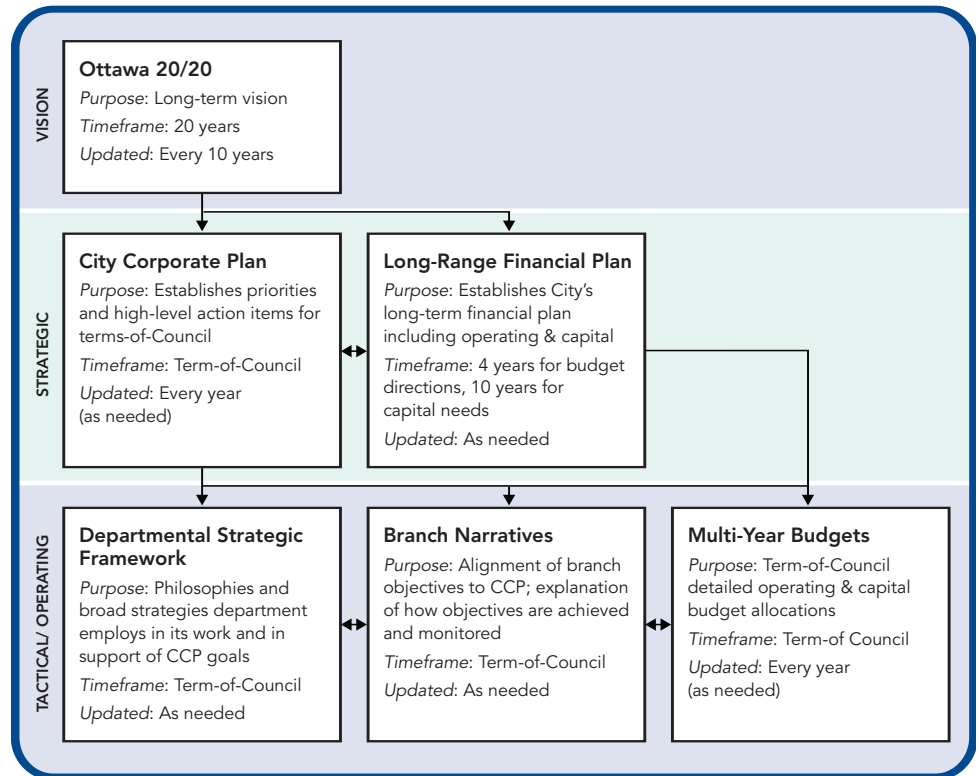 VISION
Ottawa 20/20
Purpose: Long-term vision
Timeframe: 20 years
Updated: Every 10 years
STRATEGIC
City Corporate Plan
Purpose: Establishes priorities
and high-level action items for
terms-of-Council
Timeframe: Term-of-Council
Updated: Every year
(as needed)
Long-Range Financial Plan
Purpose: Establishes City's
long-term financial plan
including operating & capital
Timeframe: 4 years for budget
directions, 10 years for
capital needs
Updated: As needed
TACTICAL/ OPERATING
Departmental Strategic
Framework
Purpose: Philosophies and
broad strategies department
employs in its work and in
support of CCP goals
Timeframe: Term-of-Council
Updated: As needed
Branch Narratives
Purpose: Alignment of branch
objectives to CCP; explanation
of how objectives are achieved
and monitored
Timeframe: Term-of-Council
Updated: As needed
Multi-Year Budgets
Purpose: Term-of-Council
detailed operating & capital
budget allocations
Timeframe: Term-of Council
Updated: Every year
(as needed)